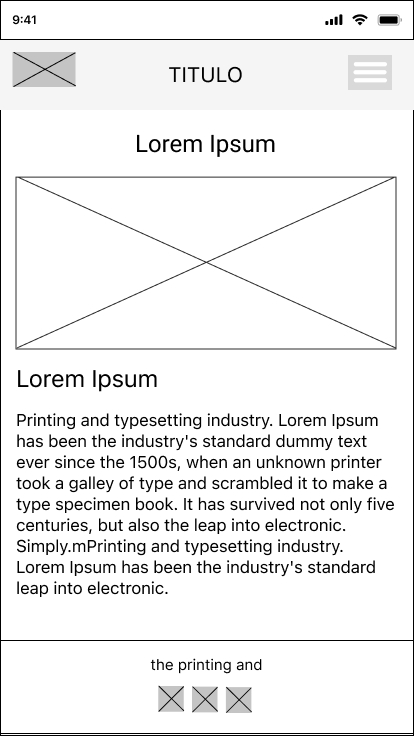 9:41
TITULO
Lorem Ipsum
Lorem Ipsum
Printing and typesetting industry. Lorem Ipsum
has been the industry's standard dummy text
ever since the 1500s, when an unknown printer
took a galley of type and scrambled it to make a
type specimen book. It has survived not only five
centuries, but also the leap into electronic.
Simply.mPrinting and typesetting industry.
Lorem Ipsum has been the industry's standard
leap into electronic.
the printing and